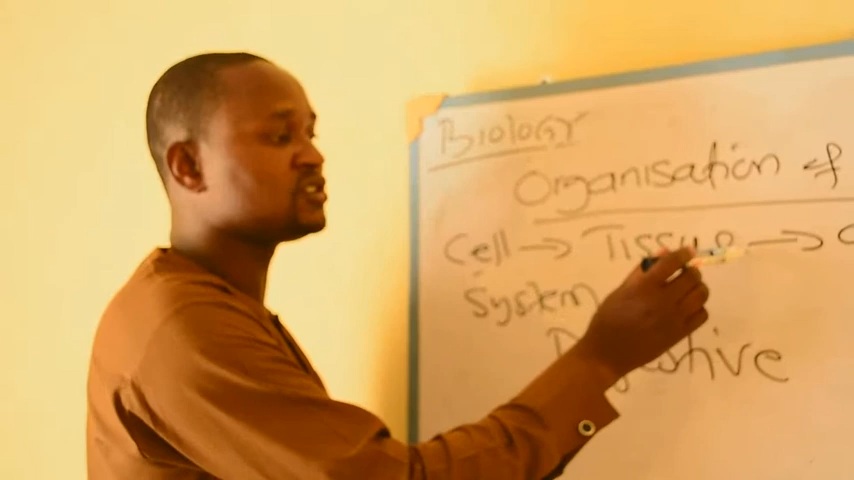 BIOLOGY
Organisation of
Cell → Tissue →
System
Digestive